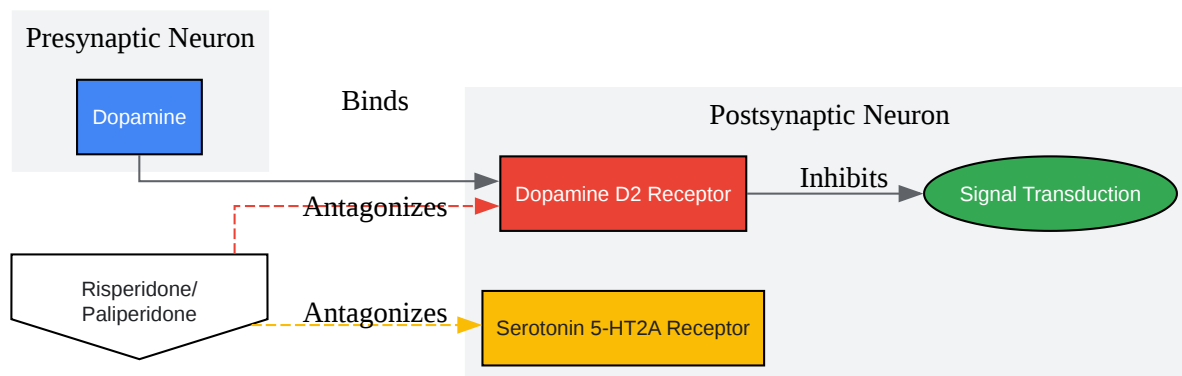 Presynaptic Neuron
Dopamine
Binds
Postsynaptic Neuron
Dopamine D2 Receptor
Inhibits
Signal Transduction
Antagonizes
Risperidone/
Paliperidone
Antagonizes
Serotonin 5-HT2A Receptor